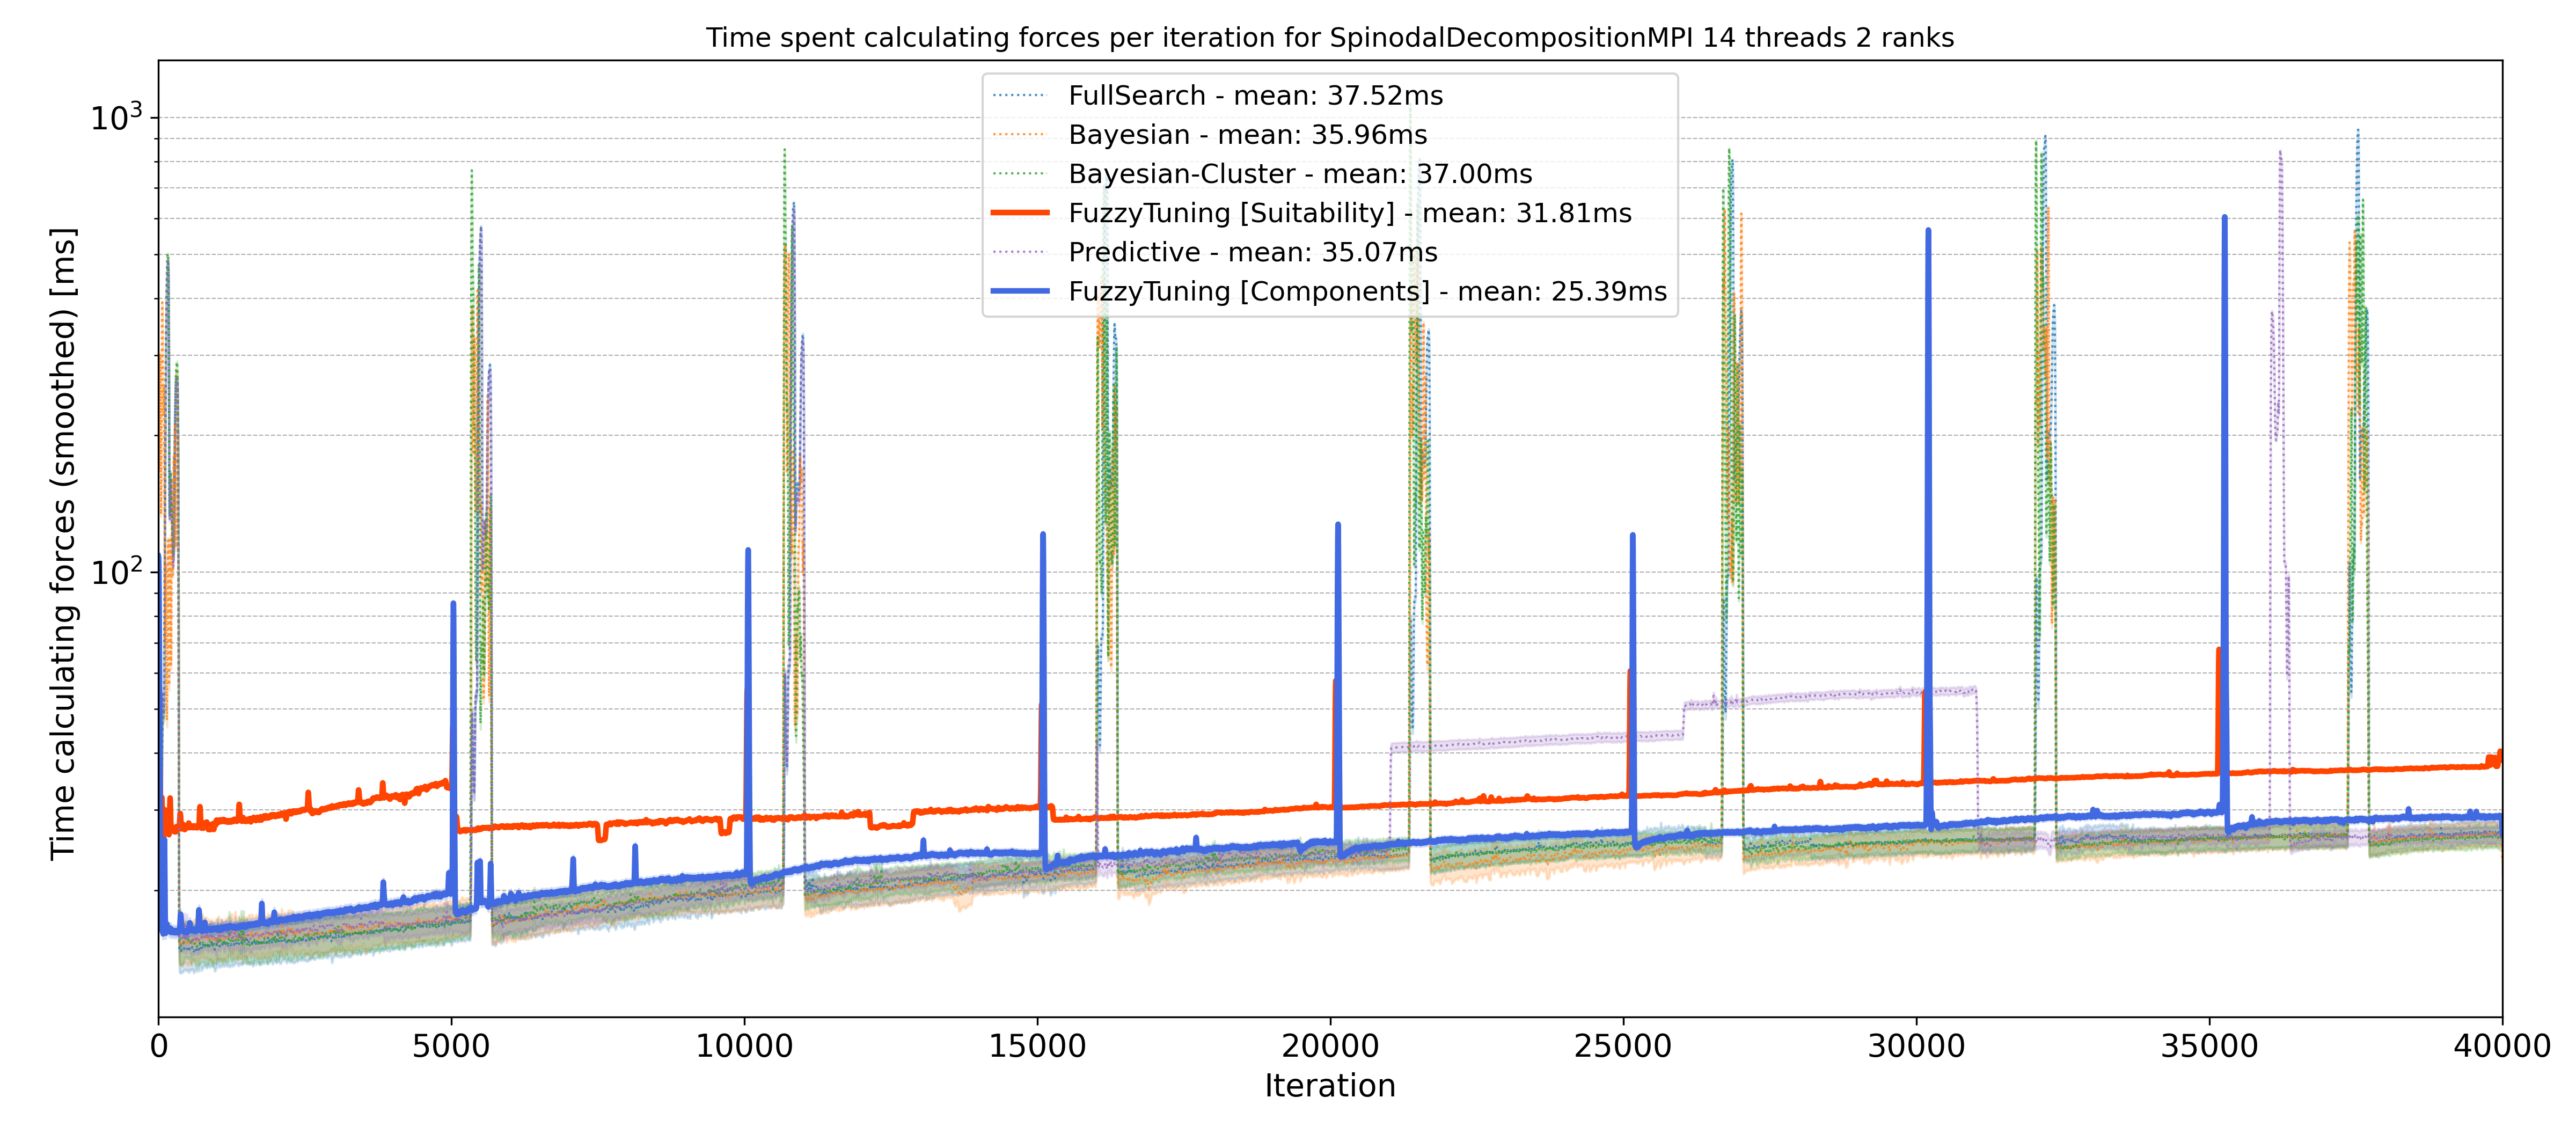 Time spent calculating forces per iteration for SpinodalDecompositionMPI 14 threads 2 ranks
FullSearch - mean: 37.52ms
Bayesian - mean: 35.96ms
Bayesian-Cluster - mean: 37.00ms
FuzzyTuning [Suitability] - mean: 31.81ms
Predictive - mean: 35.07ms
FuzzyTuning [Components] - mean: 25.39ms
Time calculating forces (smoothed) [ms]
10³
10²
0 5000 10000 15000 20000 25000 30000 35000 40000
Iteration